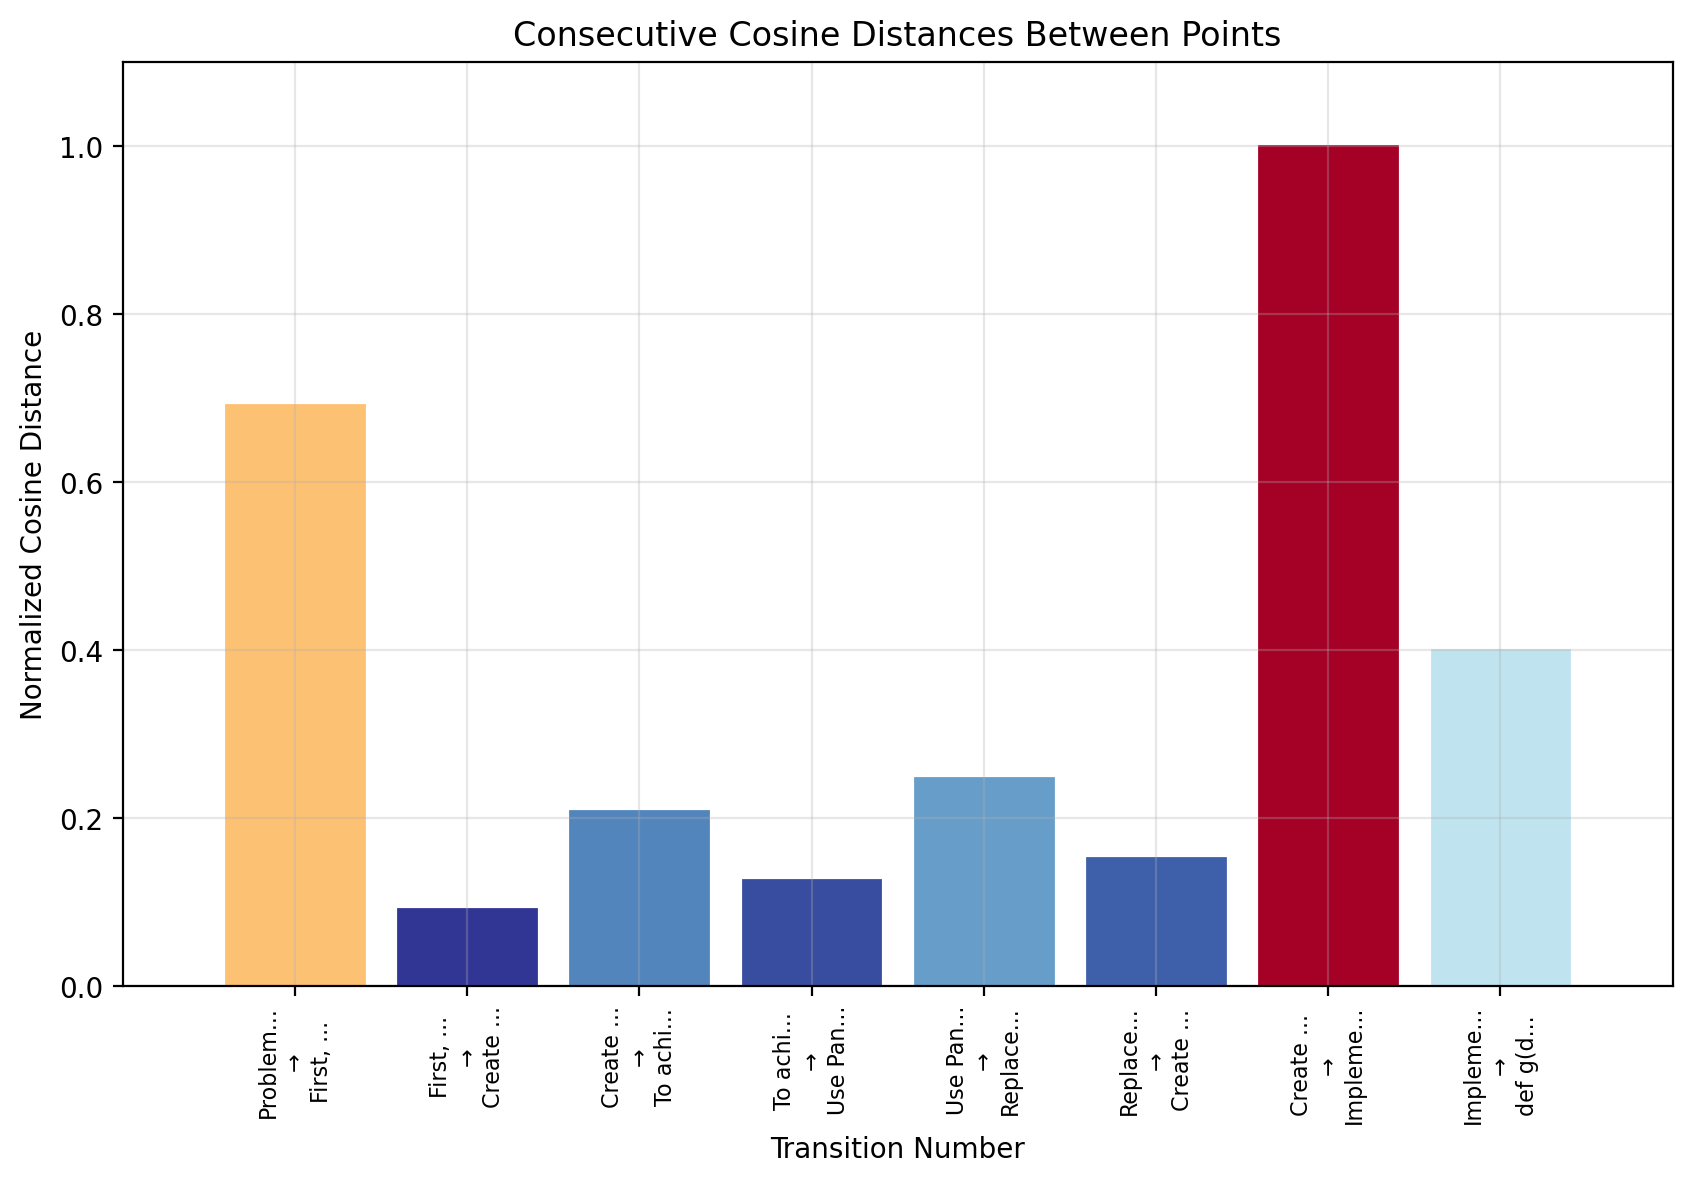 Consecutive Cosine Distances Between Points
Normalized Cosine Distance
1.0
0.8
0.6
0.4
0.2
0.0
Problem...
→
First, ...
First, ...
→
Create ...
Create ...
→
To achi...
To achi...
→
Use Pan...
Use Pan...
→
Replace...
Replace...
→
Create ...
Create ...
→
Impleme...
Impleme...
→
def g(d...
Transition Number